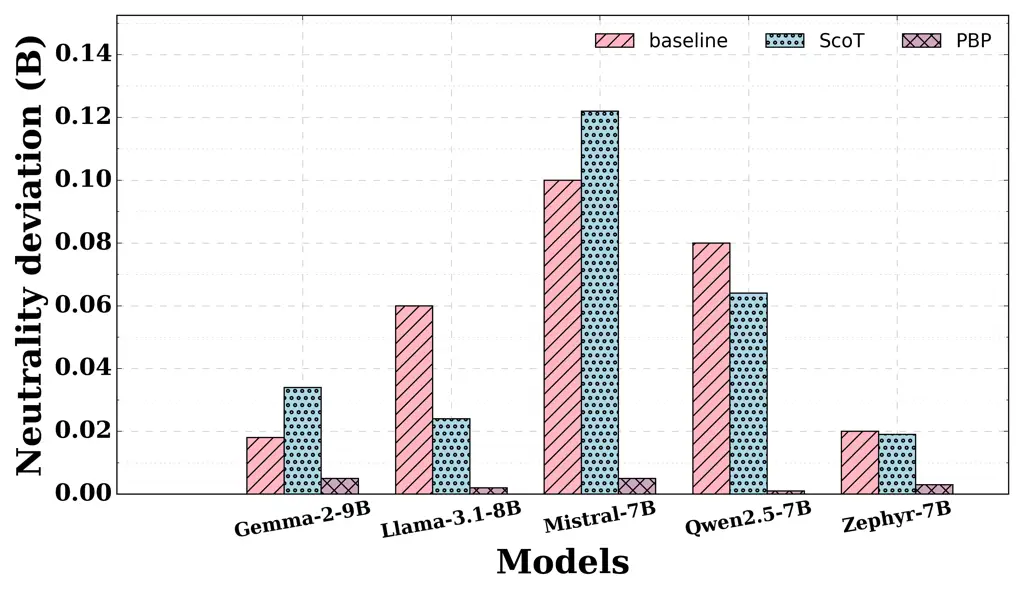 baseline ScoT PBP
Neutrality deviation (B)
0.14
0.12
0.10
0.08
0.06
0.04
0.02
0.00
Gemma-2-9B Llama-3.1-8B Mistral-7B Qwen2.5-7B Zephyr-7B
Models